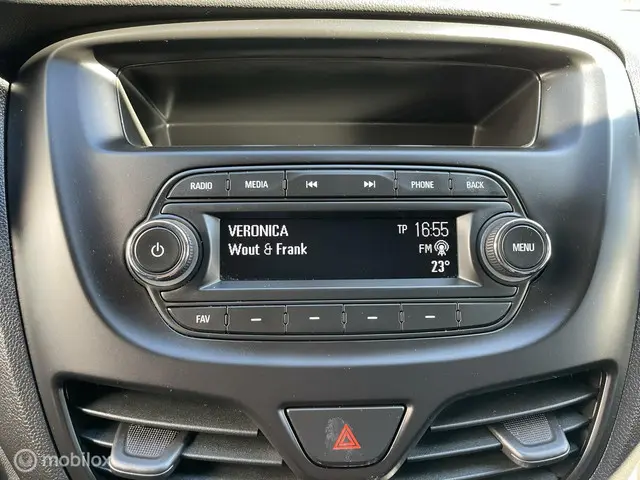 RADIO MEDIA PHONE BACK
VERONICA TP 16:55
Wout & Frank FM
23°
MENU
FAV
© mobilox